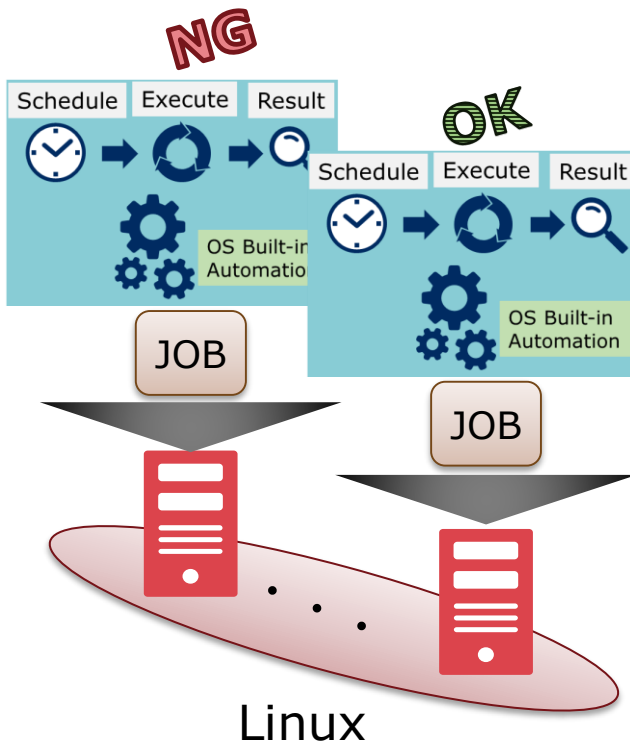 NG
Schedule Execute Result
OS Built-in
Automatio
JOB
OK
Schedule Execute Result
OS Built-in
Automation
JOB
Linux